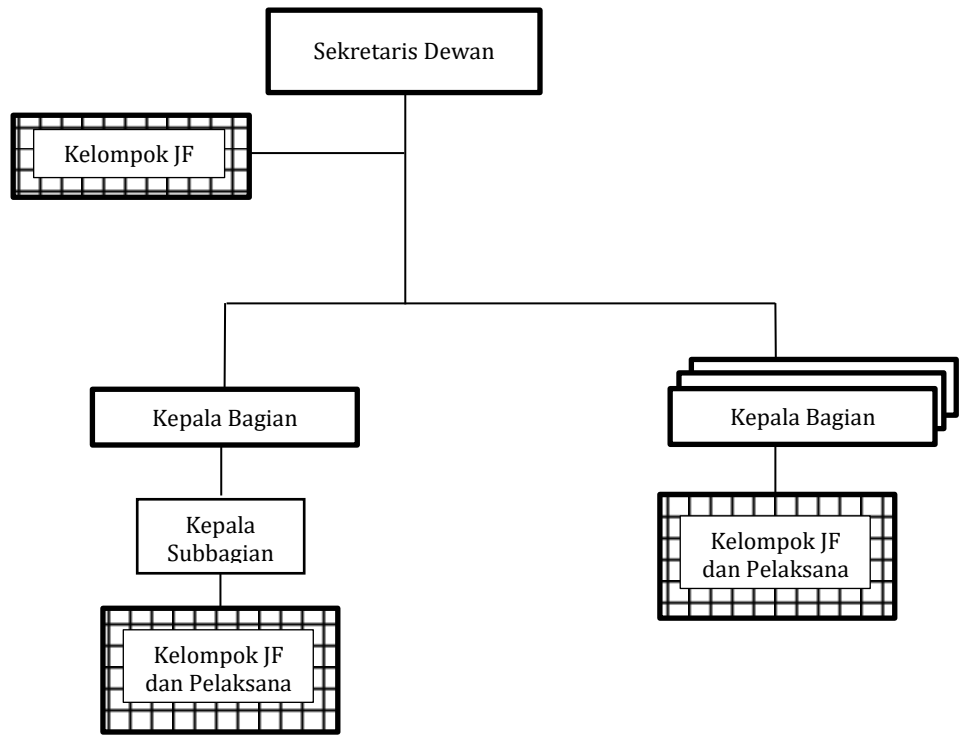 Sekretaris Dewan
Kelompok JF
Kepala Bagian
Kepala Bagian
Kepala
Subbagian
Kelompok JF
dan Pelaksana
Kelompok JF
dan Pelaksana